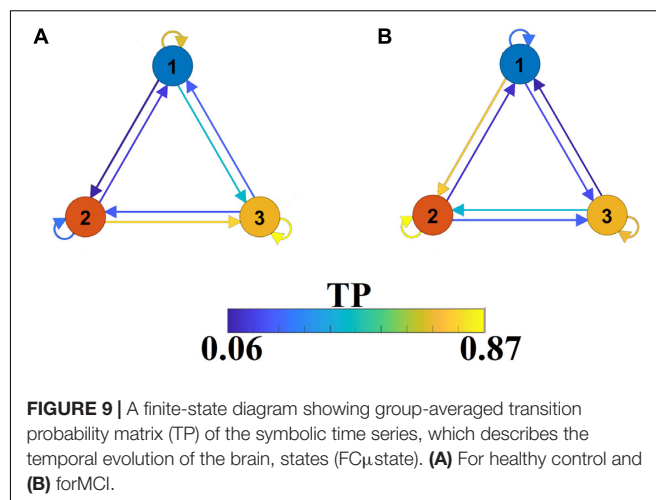 A
B
1
1
2
3
2
3
TP
0.06
0.87
FIGURE 9 | A finite-state diagram showing group-averaged transition
probability matrix (TP) of the symbolic time series, which describes the
temporal evolution of the brain, states (FCμstate). (A) For healthy control and
(B) forMCI.